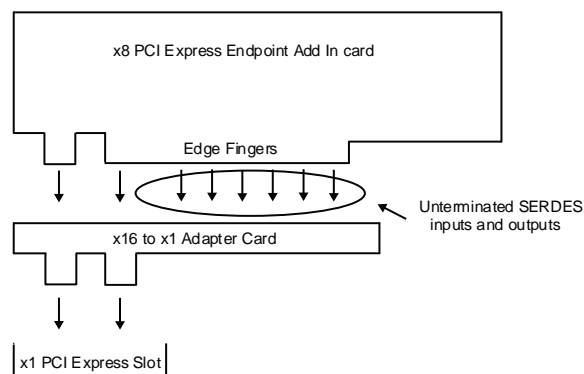 x8 PCI Express Endpoint Add In card
Edge Fingers
Unterminated SERDES
inputs and outputs
x16 to x1 Adapter Card
x1 PCI Express Slot